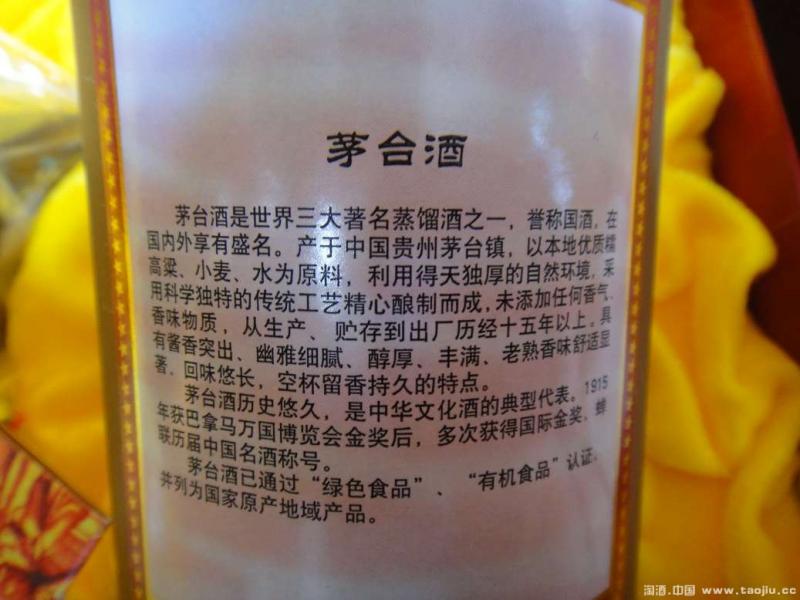 茅台酒
茅台酒是世界三大著名蒸馏酒之一，誉称国酒，在
国内外享有盛名。产于中国贵州茅台镇，以本地优质糯
高粱、小麦、水为原料，利用得天独厚的自然环境，采
用科学独特的传统工艺精心酿制而成，未添加任何香气、
香味物质，从生产、贮存到出厂历经十五年以上。具
有酱香突出、幽雅细腻、醇厚、丰满、老熟香味舒适显
著、回味悠长，空杯留香持久的特点。
茅台酒历史悠久，是中华文化酒的典型代表。1915
年获巴拿马万国博览会金奖后，多次获得国际金奖、蝉
联历届中国名酒称号。
茅台酒已通过“绿色食品”、“有机食品”认证，
并列为国家原产地域产品。
淘酒.中国 www.taojiu.cc